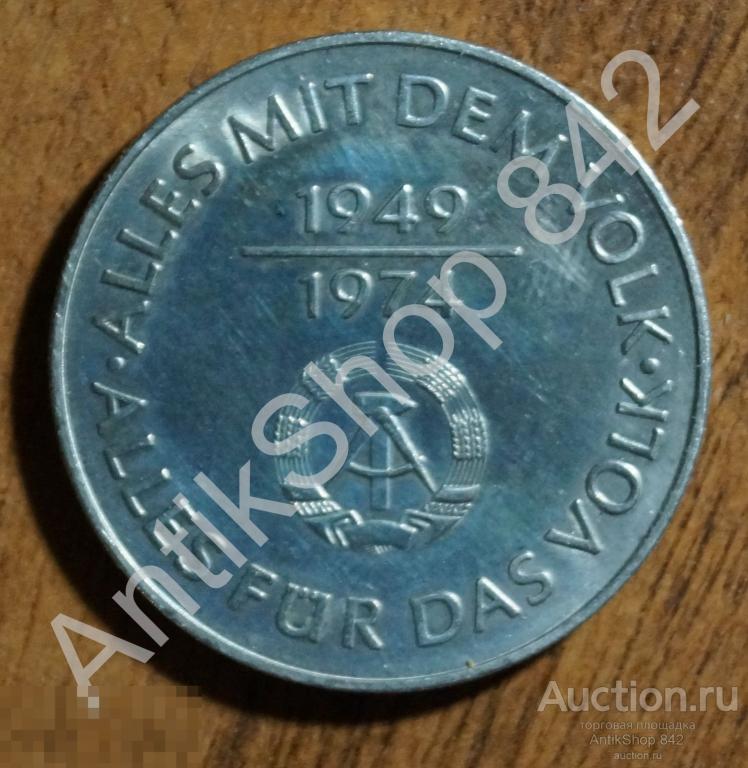 · ALLES MIT DEM VOLK ·
1949
1974
ALLES FÜR DAS VOLK
AntikShop 842
Auction.ru
торговая площадка
AntikShop 842
auction.ru